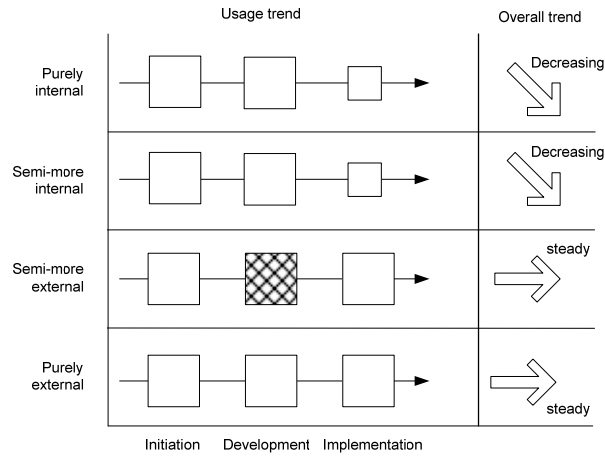 Usage trend
Overall trend
Purely
internal
Decreasing
Semi-more
internal
Decreasing
Semi-more
external
steady
Purely
external
steady
Initiation
Development
Implementation